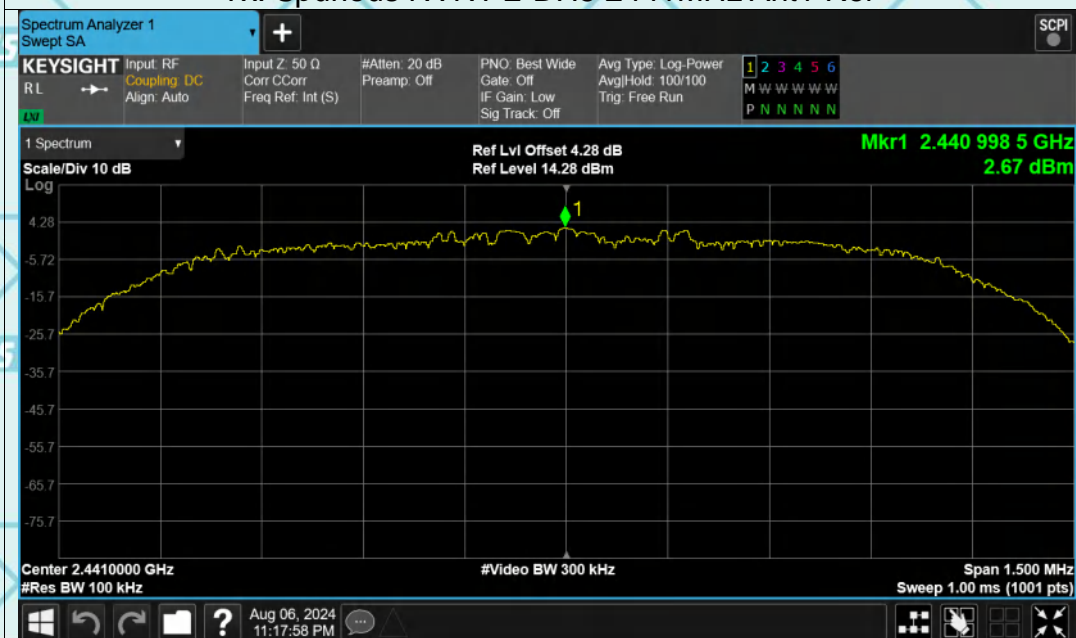 Spectrum Analyzer 1
Swept SA
+
SCPI
KEYSIGHT
RL
LXI
Input: RF
Coupling: DC
Align: Auto
Input Z: 50 Ω
Corr CCorr
Freq Ref: Int (S)
#Atten: 20 dB
Preamp: Off
PNO: Best Wide
Gate: Off
IF Gain: Low
Sig Track: Off
Avg Type: Log-Power
Avg|Hold: 100/100
Trig: Free Run
1 2 3 4 5 6
M W W W W W
P N N N N N
1 Spectrum
Scale/Div 10 dB
Log
Ref Lvl Offset 4.28 dB
Ref Level 14.28 dBm
Mkr1 2.440 998 5 GHz
2.67 dBm
1
4.28
-5.72
-15.7
-25.7
-35.7
-45.7
-55.7
-65.7
-75.7
Center 2.4410000 GHz
#Res BW 100 kHz
#Video BW 300 kHz
Span 1.500 MHz
Sweep 1.00 ms (1001 pts)
?
Aug 06, 2024
11:17:58 PM